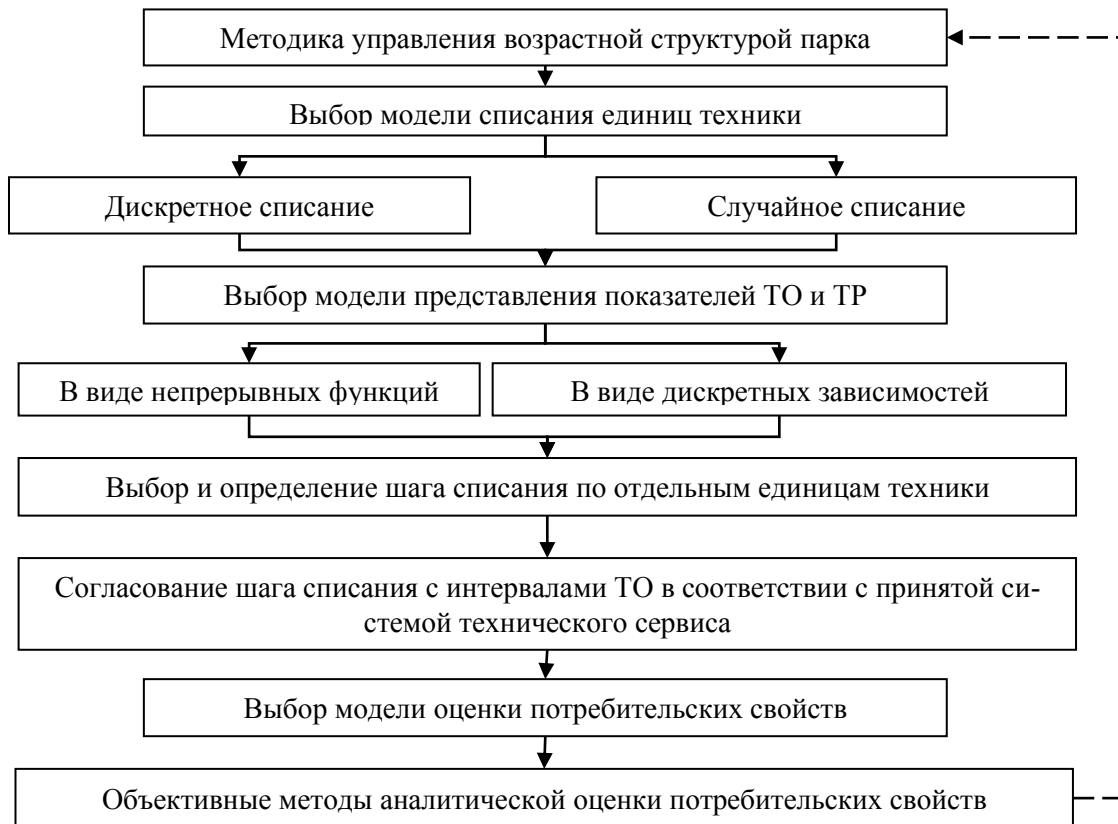 Методика управления возрастной структурой парка
Выбор модели списания единиц техники
Дискретное списание
Случайное списание
Выбор модели представления показателей ТО и ТР
В виде непрерывных функций
В виде дискретных зависимостей
Выбор и определение шага списания по отдельным единицам техники
Согласование шага списания с интервалами ТО в соответствии с принятой си-
стемой технического сервиса
Выбор модели оценки потребительских свойств
Объективные методы аналитической оценки потребительских свойств